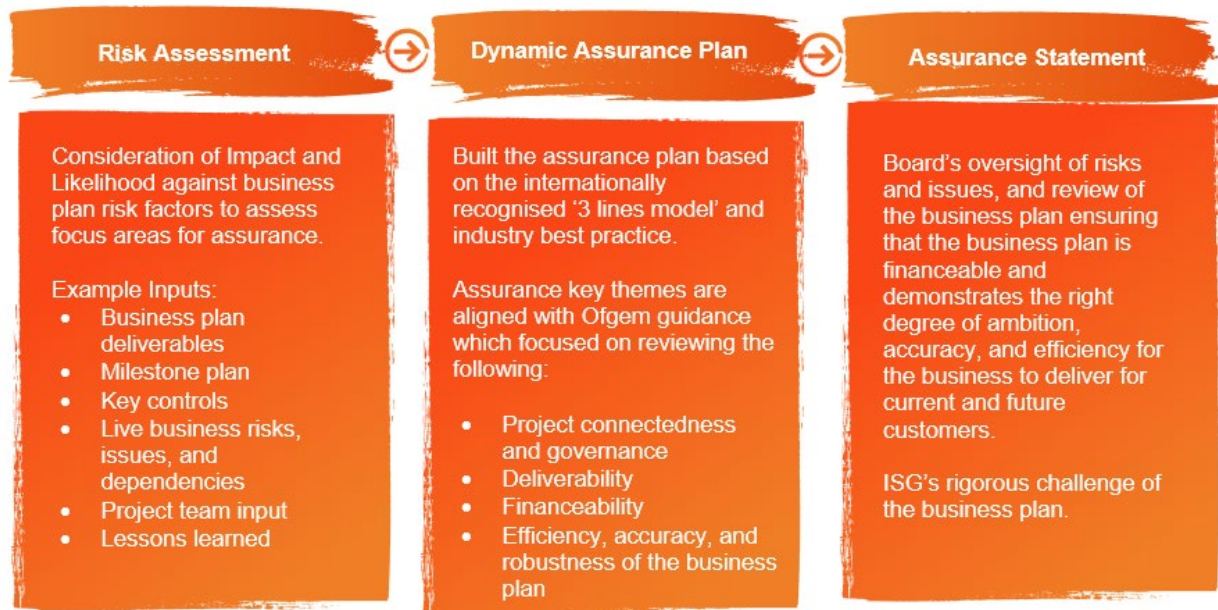 Risk Assessment
Consideration of Impact and
Likelihood against business
plan risk factors to assess
focus areas for assurance.
Example Inputs:
• Business plan
deliverables
• Milestone plan
• Key controls
• Live business risks,
issues, and
dependencies
• Project team input
• Lessons learned
Dynamic Assurance Plan
Built the assurance plan based
on the internationally
recognised ‘3 lines model’ and
industry best practice.
Assurance key themes are
aligned with Ofgem guidance
which focused on reviewing the
following:
• Project connectedness
and governance
• Deliverability
• Financeability
• Efficiency, accuracy, and
robustness of the business
plan
Assurance Statement
Board’s oversight of risks
and issues, and review of
the business plan ensuring
that the business plan is
financeable and
demonstrates the right
degree of ambition,
accuracy, and efficiency for
the business to deliver for
current and future
customers.
ISG’s rigorous challenge of
the business plan.